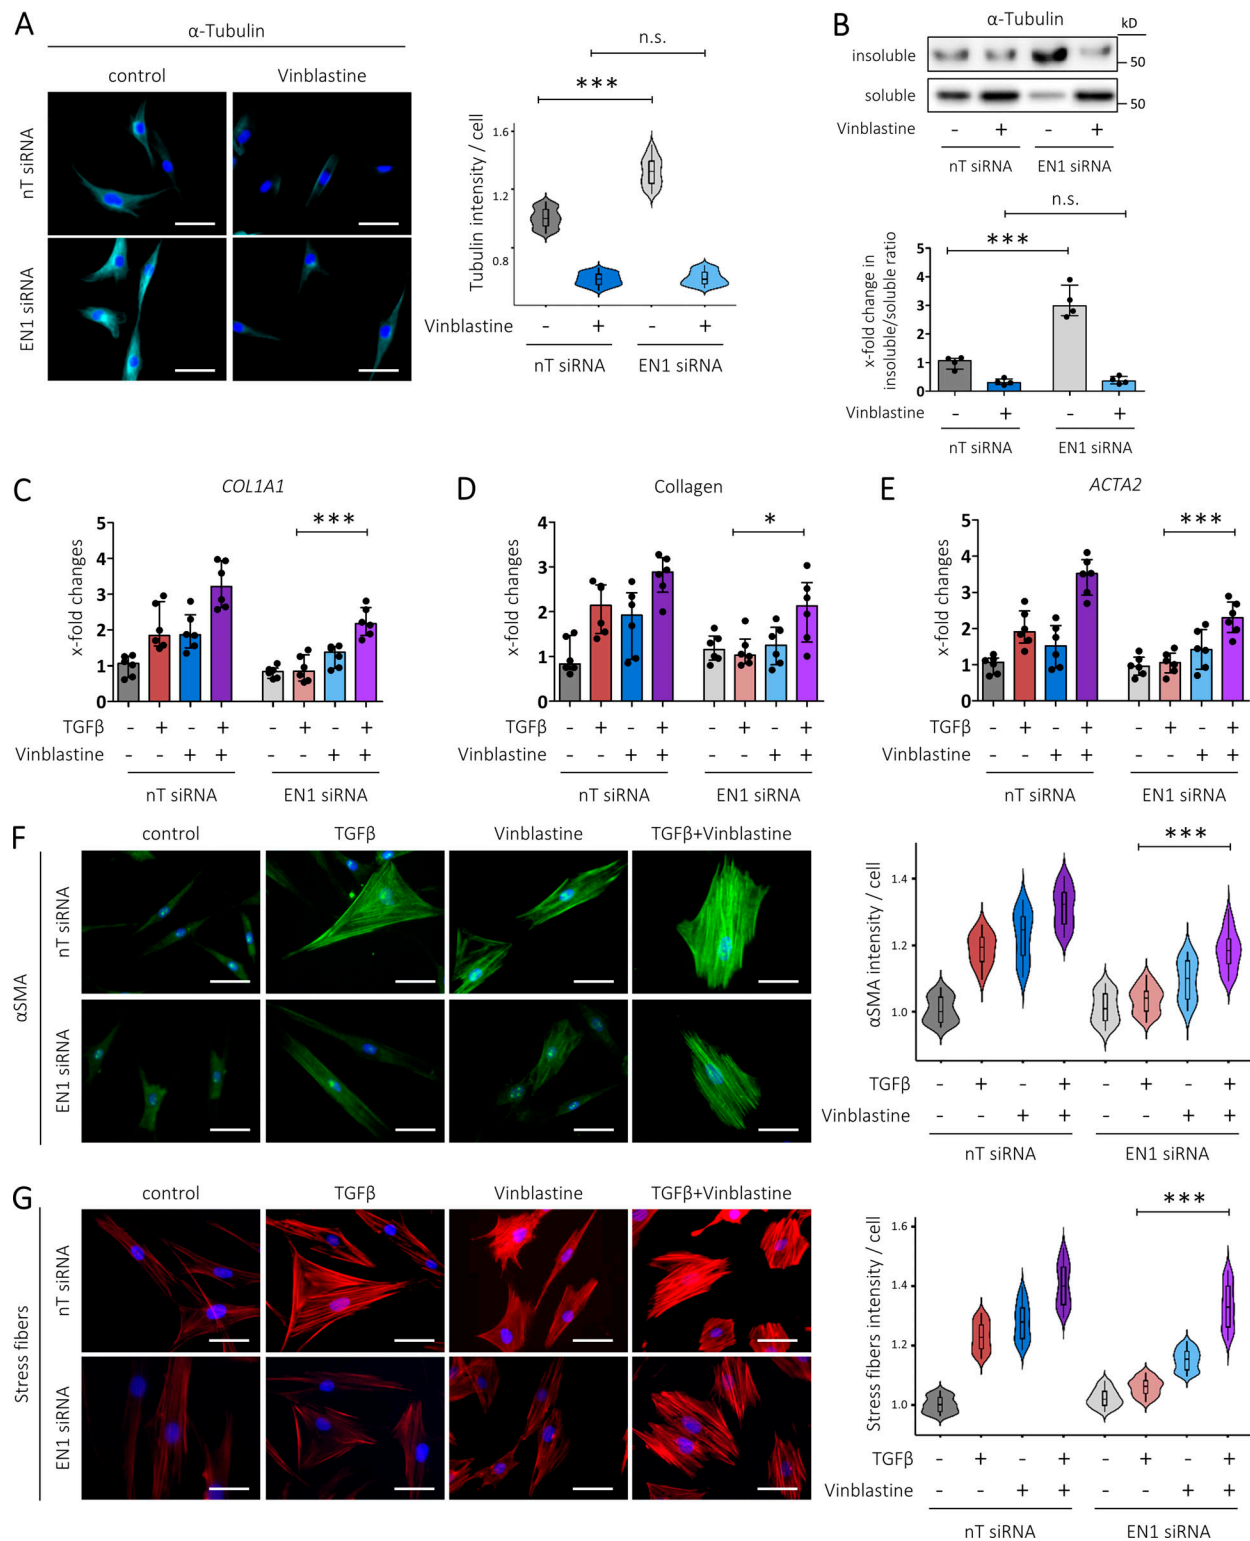 A
α-Tubulin
control
Vinblastine
nT siRNA
EN1 siRNA
n.s.
***
Tubulin intensity / cell
1.6
1.2
0.8
Vinblastine
- + - +
nT siRNA EN1 siRNA
B
α-Tubulin
kD
insoluble
50
soluble
50
Vinblastine
- + - +
nT siRNA EN1 siRNA
n.s.
***
x-fold change in
insoluble/soluble ratio
5
4
3
2
1
0
Vinblastine
- + - +
nT siRNA EN1 siRNA
C
COL1A1
***
x-fold changes
5
4
3
2
1
0
TGFβ - + - + - + - +
Vinblastine - - + + - - + +
nT siRNA EN1 siRNA
D
Collagen
*
x-fold changes
4
3
2
1
0
TGFβ - + - + - + - +
Vinblastine - - + + - - + +
nT siRNA EN1 siRNA
E
ACTA2
***
x-fold changes
5
4
3
2
1
0
TGFβ - + - + - + - +
Vinblastine - - + + - - + +
nT siRNA EN1 siRNA
F
control TGFβ Vinblastine TGFβ+Vinblastine
αSMA
nT siRNA
EN1 siRNA
***
αSMA intensity / cell
1.4
1.2
1.0
TGFβ - + - + - + - +
Vinblastine - - + + - - + +
nT siRNA EN1 siRNA
G
control TGFβ Vinblastine TGFβ+Vinblastine
Stress fibers
nT siRNA
EN1 siRNA
***
Stress fibers intensity / cell
1.6
1.4
1.2
1.0
TGFβ - + - + - + - +
Vinblastine - - + + - - + +
nT siRNA EN1 siRNA